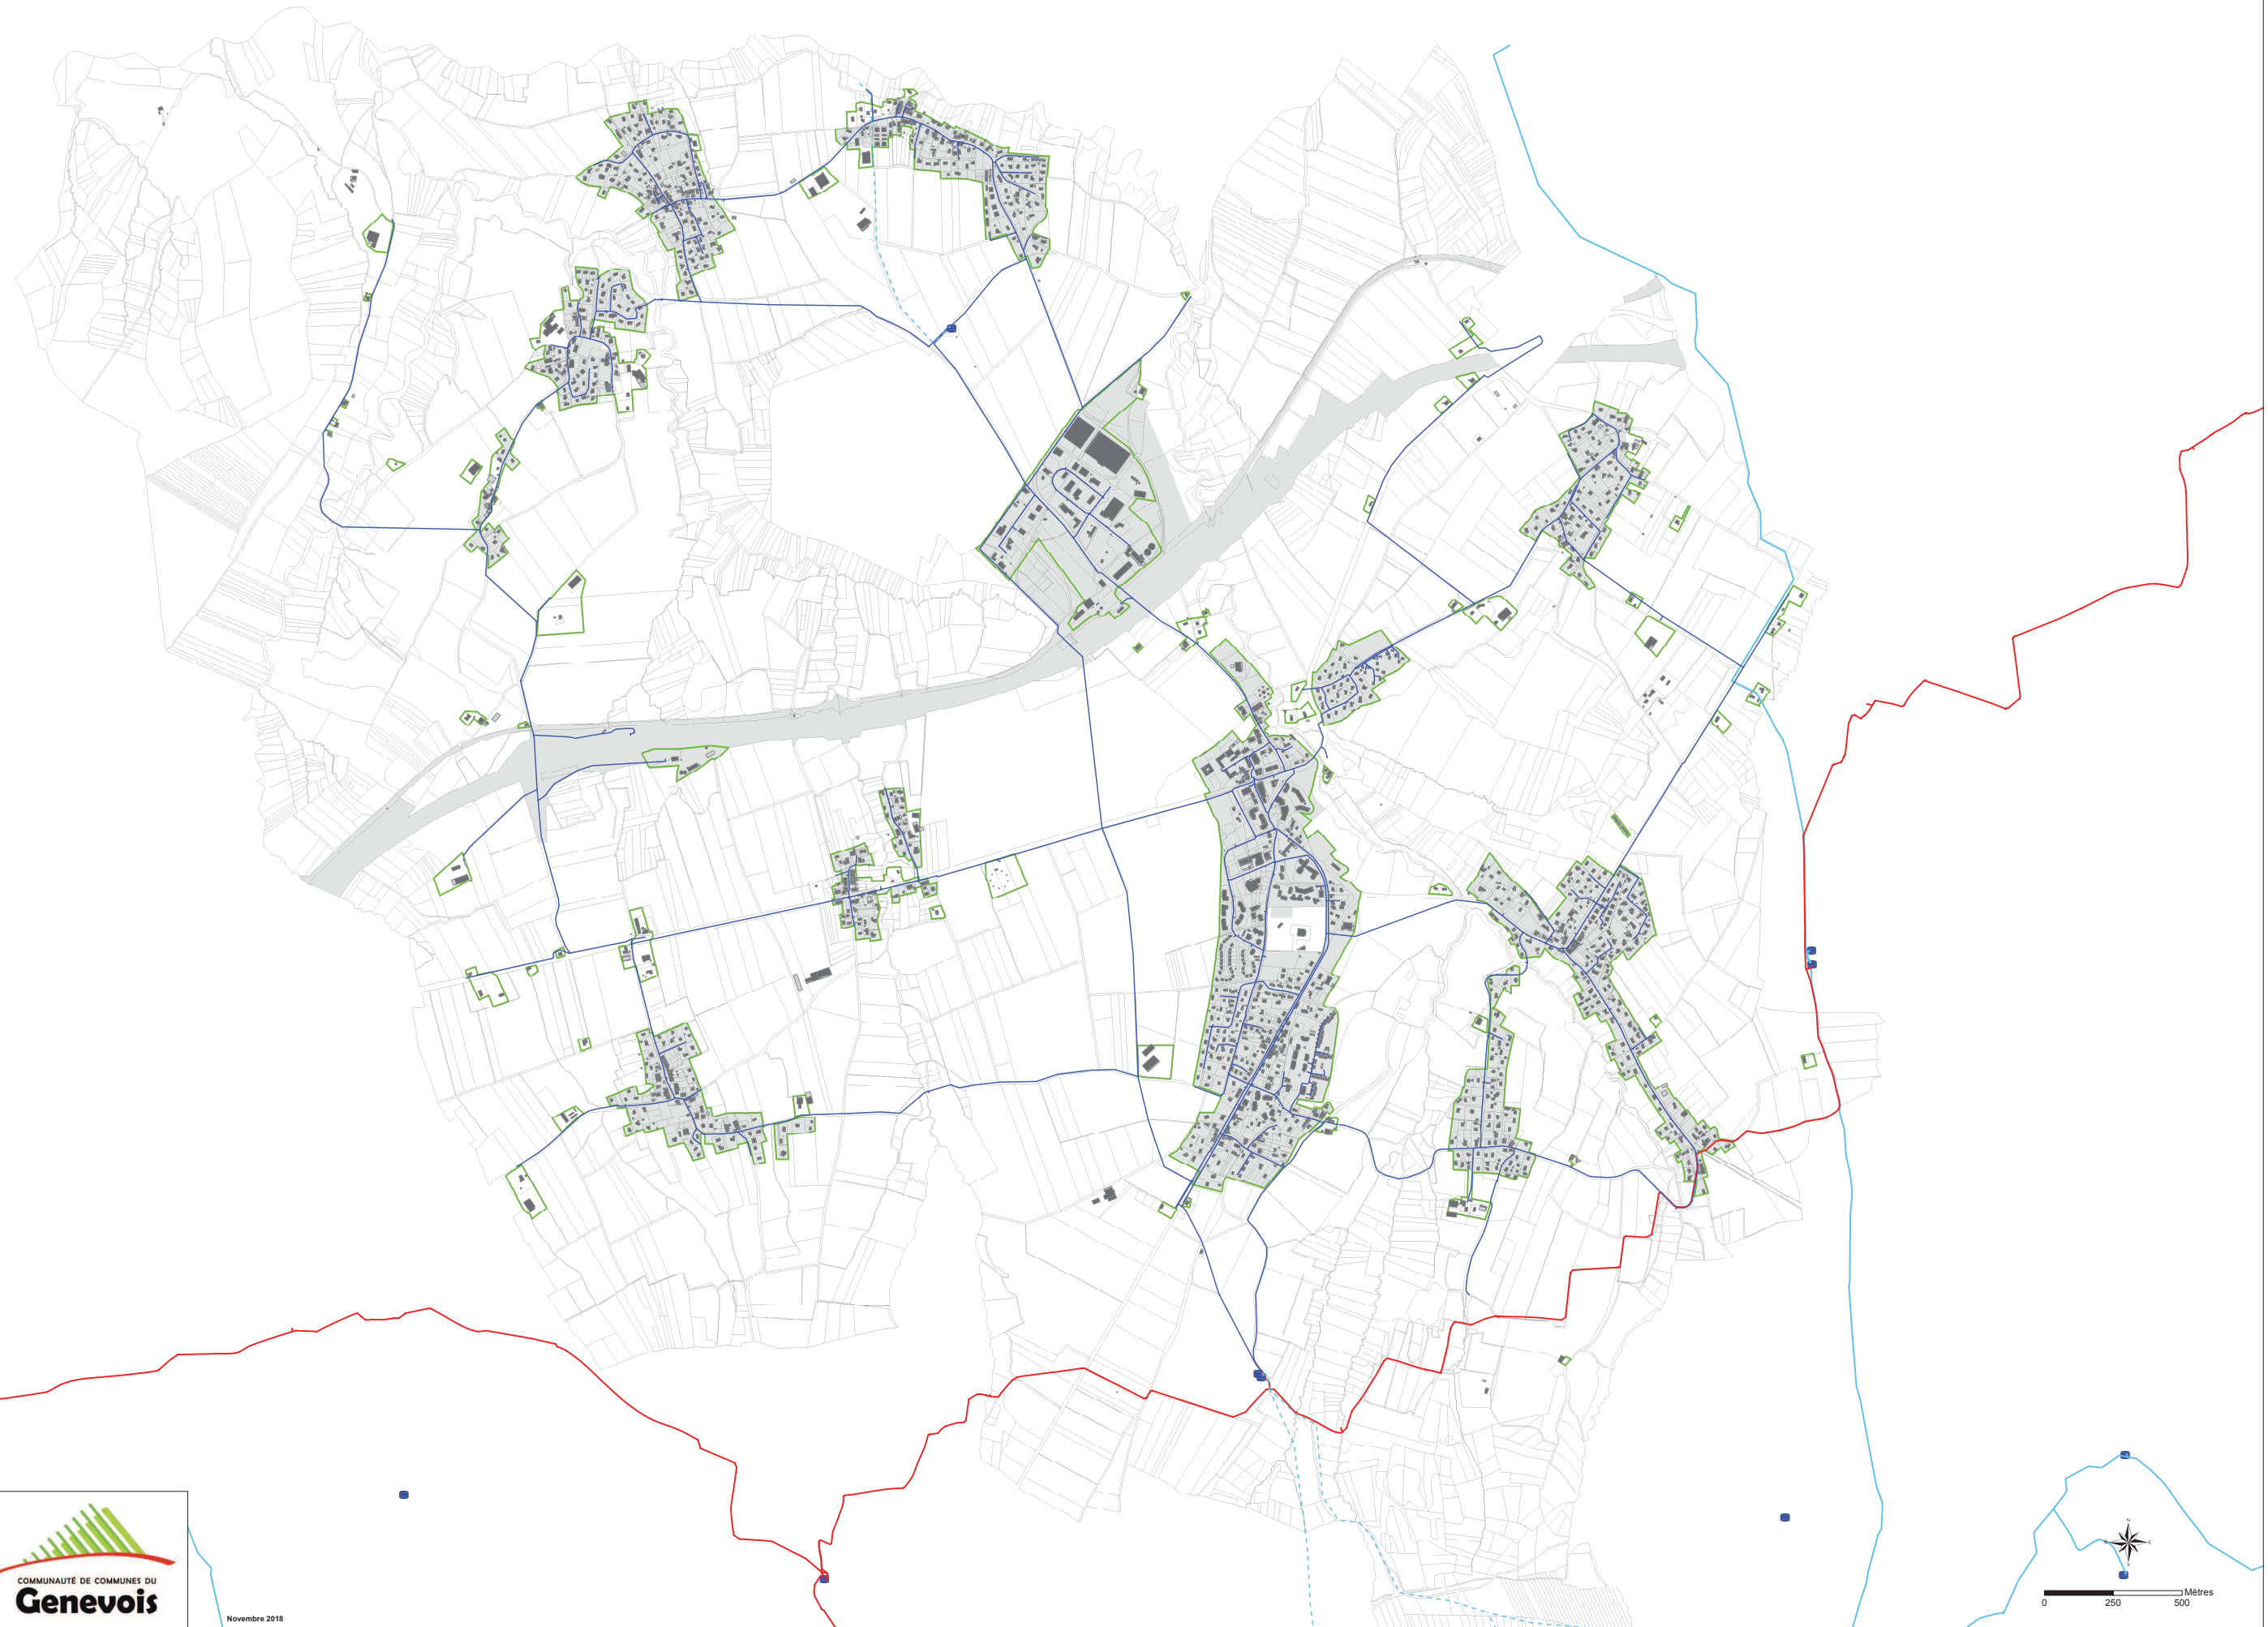 COMMUNAUTÉ DE COMMUNES DU
Genevois
Novembre 2018
N
Mètres
0 250 500